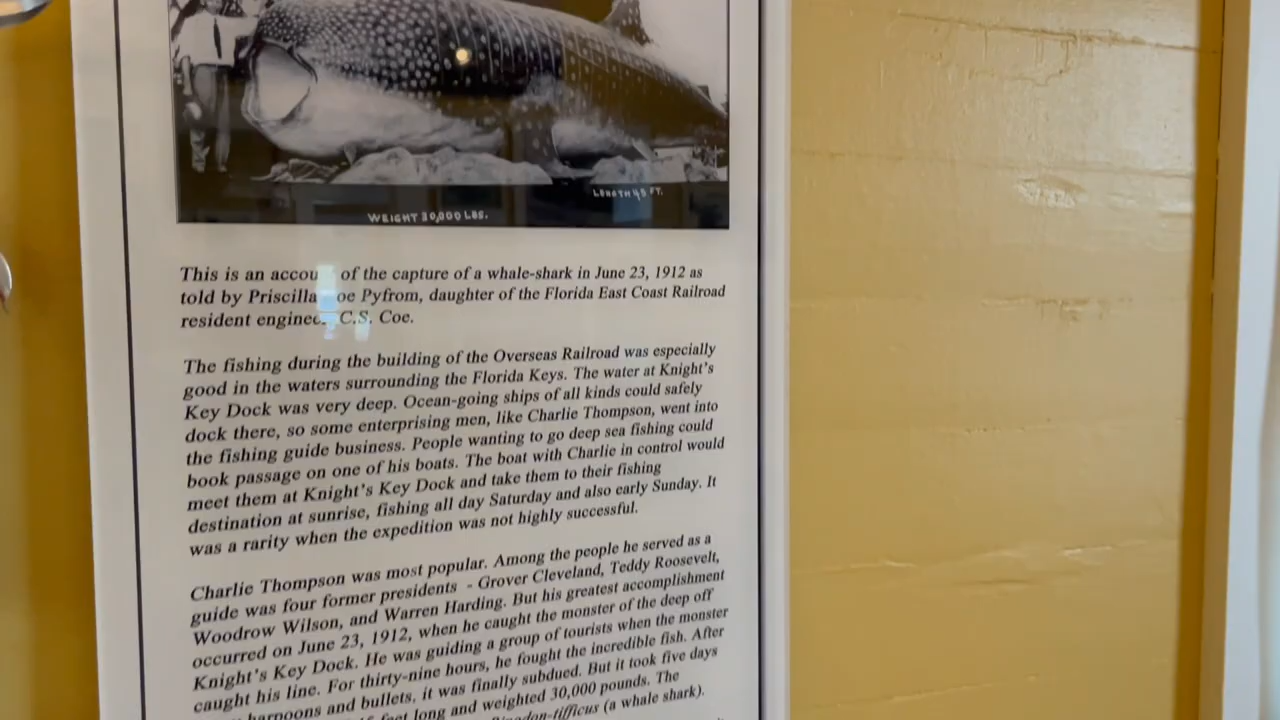 LENGTH 45 FT.
WEIGHT 30,000 LBS.
This is an accou of the capture of a whale-shark in June 23, 1912 as
told by Priscilla oe Pyfrom, daughter of the Florida East Coast Railroad
resident enginee C.S. Coe.
The fishing during the building of the Overseas Railroad was especially
good in the waters surrounding the Florida Keys. The water at Knight's
Key Dock was very deep. Ocean-going ships of all kinds could safely
dock there, so some enterprising men, like Charlie Thompson, went into
the fishing guide business. People wanting to go deep sea fishing could
book passage on one of his boats. The boat with Charlie in control would
meet them at Knight's Key Dock and take them to their fishing
destination at sunrise, fishing all day Saturday and also early Sunday. It
was a rarity when the expedition was not highly successful.
Charlie Thompson was most popular. Among the people he served as a
guide was four former presidents - Grover Cleveland, Teddy Roosevelt,
Woodrow Wilson, and Warren Harding. But his greatest accomplishment
occurred on June 23, 1912, when he caught the monster of the deep off
Knight's Key Dock. He was guiding a group of tourists when the monster
caught his line. For thirty-nine hours, he fought the incredible fish. After
harpoons and bullets, it was finally subdued. But it took five days
feet long and weighted 30,000 pounds. The
(a whale shark).